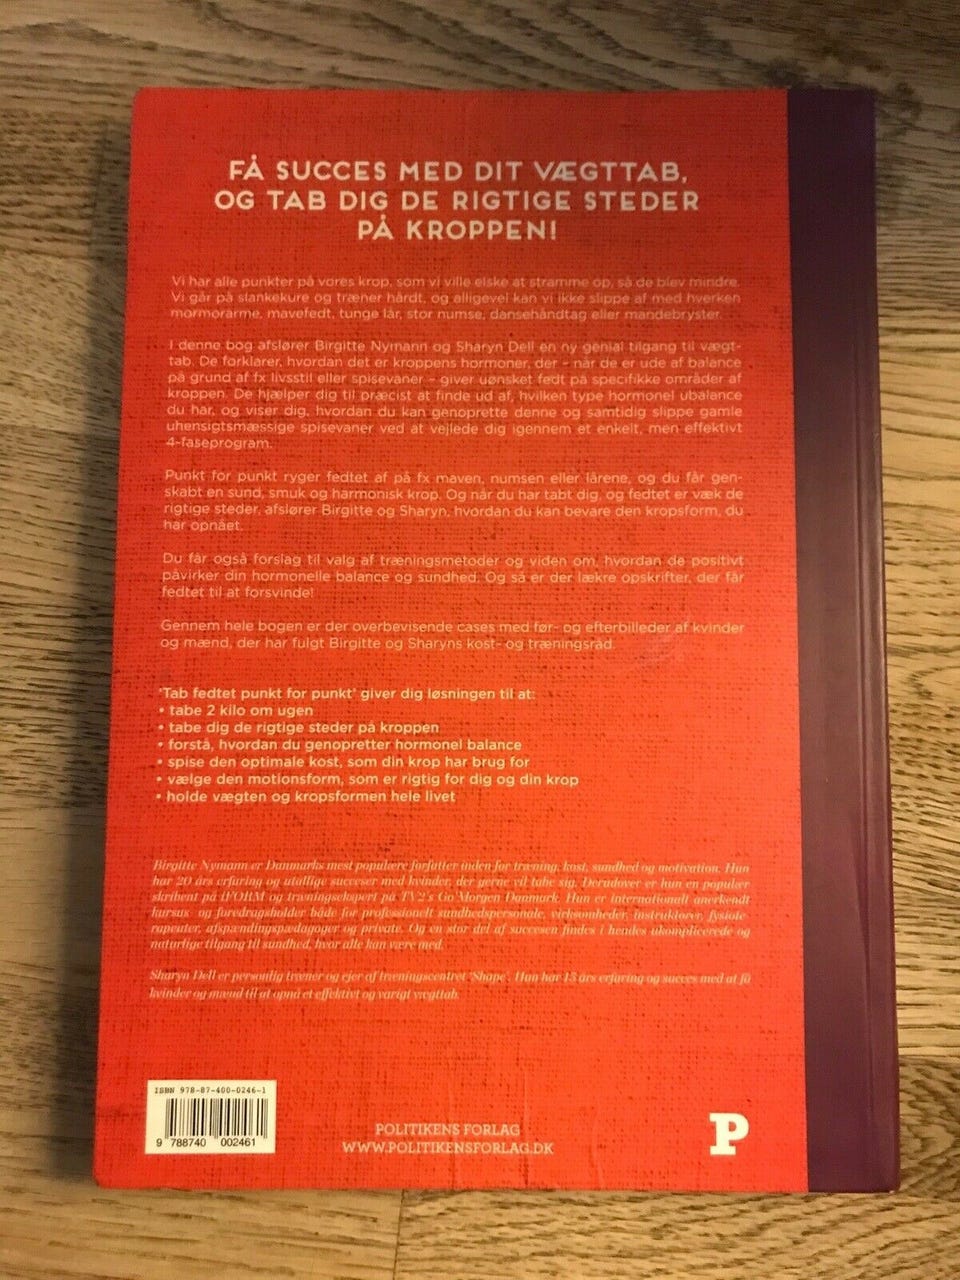 FÅ SUCCES MED DIT VÆGTTAB,
OG TAB DIG DE RIGTIGE STEDER
PÅ KROPPEN!
Vi har alle punkter på vores krop, som vi ville elske at stramme op, så de blev mindre.
Vi går på slankekure og træner hårdt, og alligevel kan vi ikke slippe af med hverken
mormorarme, mavefedt, tunge lår, stor numse, dansehåndtag eller mandebryster.
I denne bog afslører Birgitte Nymann og Sharyn Dell en ny genial tilgang til vægt-
tab. De forklarer, hvordan det er kroppens hormoner, der – når de er ude af balance
på grund af fx livsstil eller spisevaner – giver uønsket fedt på specifikke områder af
kroppen. De hjælper dig til præcist at finde ud af, hvilken type hormonel ubalance
du har, og viser dig, hvordan du kan genoprette denne og samtidig slippe gamle
uhensigtsmæssige spisevaner ved at vejlede dig igennem et enkelt, men effektivt
4-faseprogram.
Punkt for punkt ryger fedtet af på fx maven, numsen eller lårene, og du får gen-
skabt en sund, smuk og harmonisk krop. Og når du har tabt dig, og fedtet er væk de
rigtige steder, afslører Birgitte og Sharyn, hvordan du kan bevare den kropsform, du
har opnået.
Du får også forslag til valg af træningsmetoder og viden om, hvordan de positivt
påvirker din hormonelle balance og sundhed. Og så er der lækre opskrifter, der får
fedtet til at forsvinde!
Gennem hele bogen er der overbevisende cases med før- og efterbilleder af kvinder
og mænd, der har fulgt Birgitte og Sharyns kost- og træningsråd.
'Tab fedtet punkt for punkt' giver dig løsningen til at:
• tabe 2 kilo om ugen
• tabe dig de rigtige steder på kroppen
• forstå, hvordan du genopretter hormonel balance
• spise den optimale kost, som din krop har brug for
• vælge den motionsform, som er rigtig for dig og din krop
• holde vægten og kropsformen hele livet
Birgitte Nymann er Danmarks mest populære forfatter inden for træning, kost, sundhed og motivation. Hun
har 20 års erfaring og utallige succeser med kvinder, der gerne vil tabe sig. Derudover er hun en populær
skribent på iFORM og træningsekspert på TV2's Go'Morgen Danmark. Hun er internationalt anerkendt
kursus- og foredragsholder både for professionelt sundhedspersonale, virksomheder, instruktører, fysiote-
rapeuter, afspændingspædagoger og private. Og en stor del af succesen findes i hendes ukomplicerede og
naturlige tilgang til sundhed, hvor alle kan være med.
Sharyn Dell er personlig træner og ejer af træningscentret 'Shape'. Hun har 15 års erfaring og succes med at få
kvinder og mænd til at opnå et effektivt og varigt vægttab.
ISBN 978-87-400-0246-1
9 788740 002461
POLITIKENS FORLAG
WWW.POLITIKENSFORLAG.DK
P